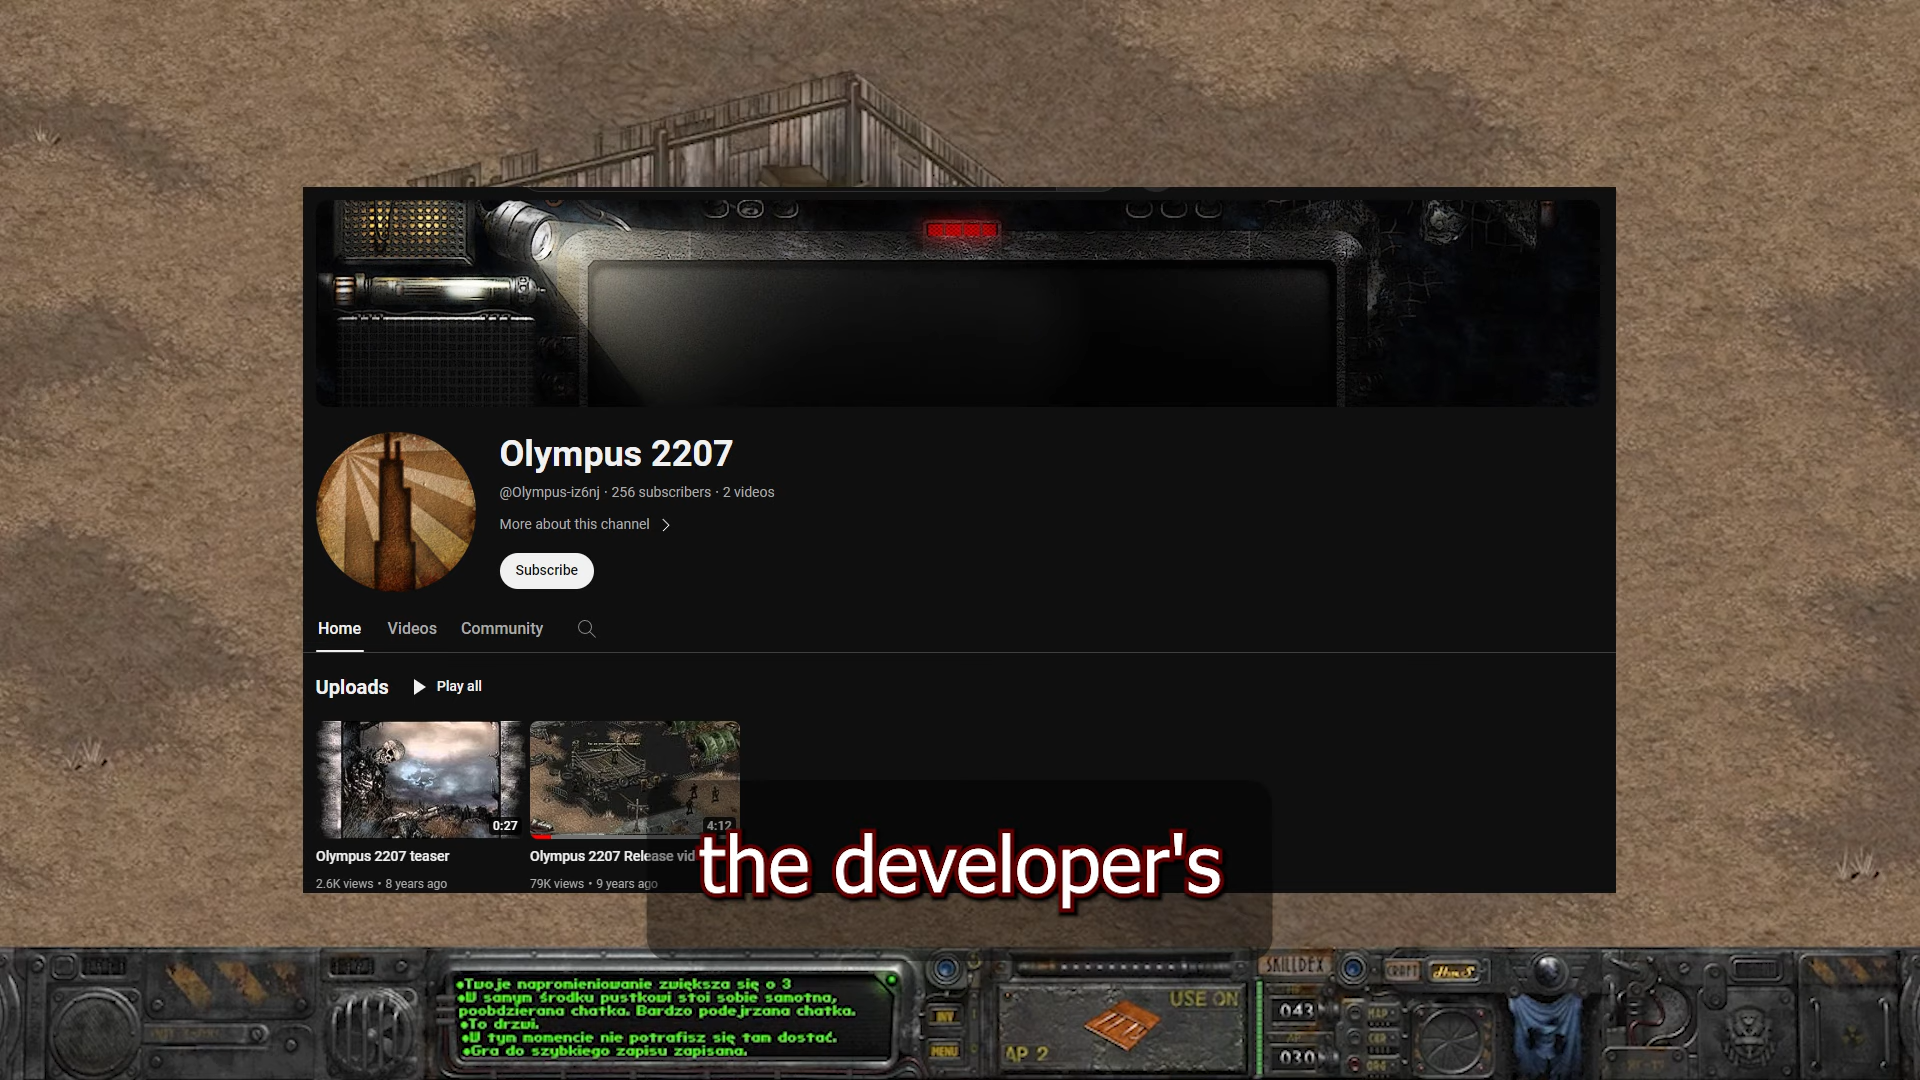 Olympus 2207
@Olympus-iz6nj · 256 subscribers · 2 videos
More about this channel
Subscribe
Home Videos Community
Uploads Play all
0:27
4:12
Olympus 2207 teaser
Olympus 2207 Release vid
2.6K views • 8 years ago
79K views • 9 years ago
the developer's
•Twoje napromieniowanie zwiększa się o 3
•W samym środku pustkowi stoi sobie samotna,
poobdzierana chatka. Bardzo podejrzana chatka.
•To drzwi.
•W tym momencie nie potrafisz się tam dostać.
•Gra do szybkiego zapisu zapisana.
INV
MENU
USE ON
AP 2
SKILLDEX
CRAFT
043
030
MAP